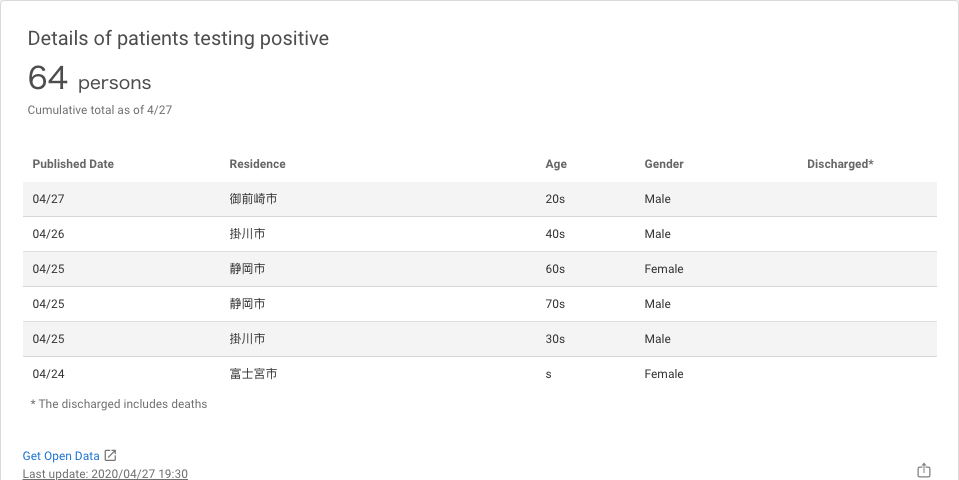 Details of patients testing positive
64 persons
Cumulative total as of 4/27
Published Date Residence Age Gender Discharged*
04/27 御前崎市 20s Male
04/26 掛川市 40s Male
04/25 静岡市 60s Female
04/25 静岡市 70s Male
04/25 掛川市 30s Male
04/24 富士宮市 s Female
* The discharged includes deaths
Get Open Data
Last update: 2020/04/27 19:30